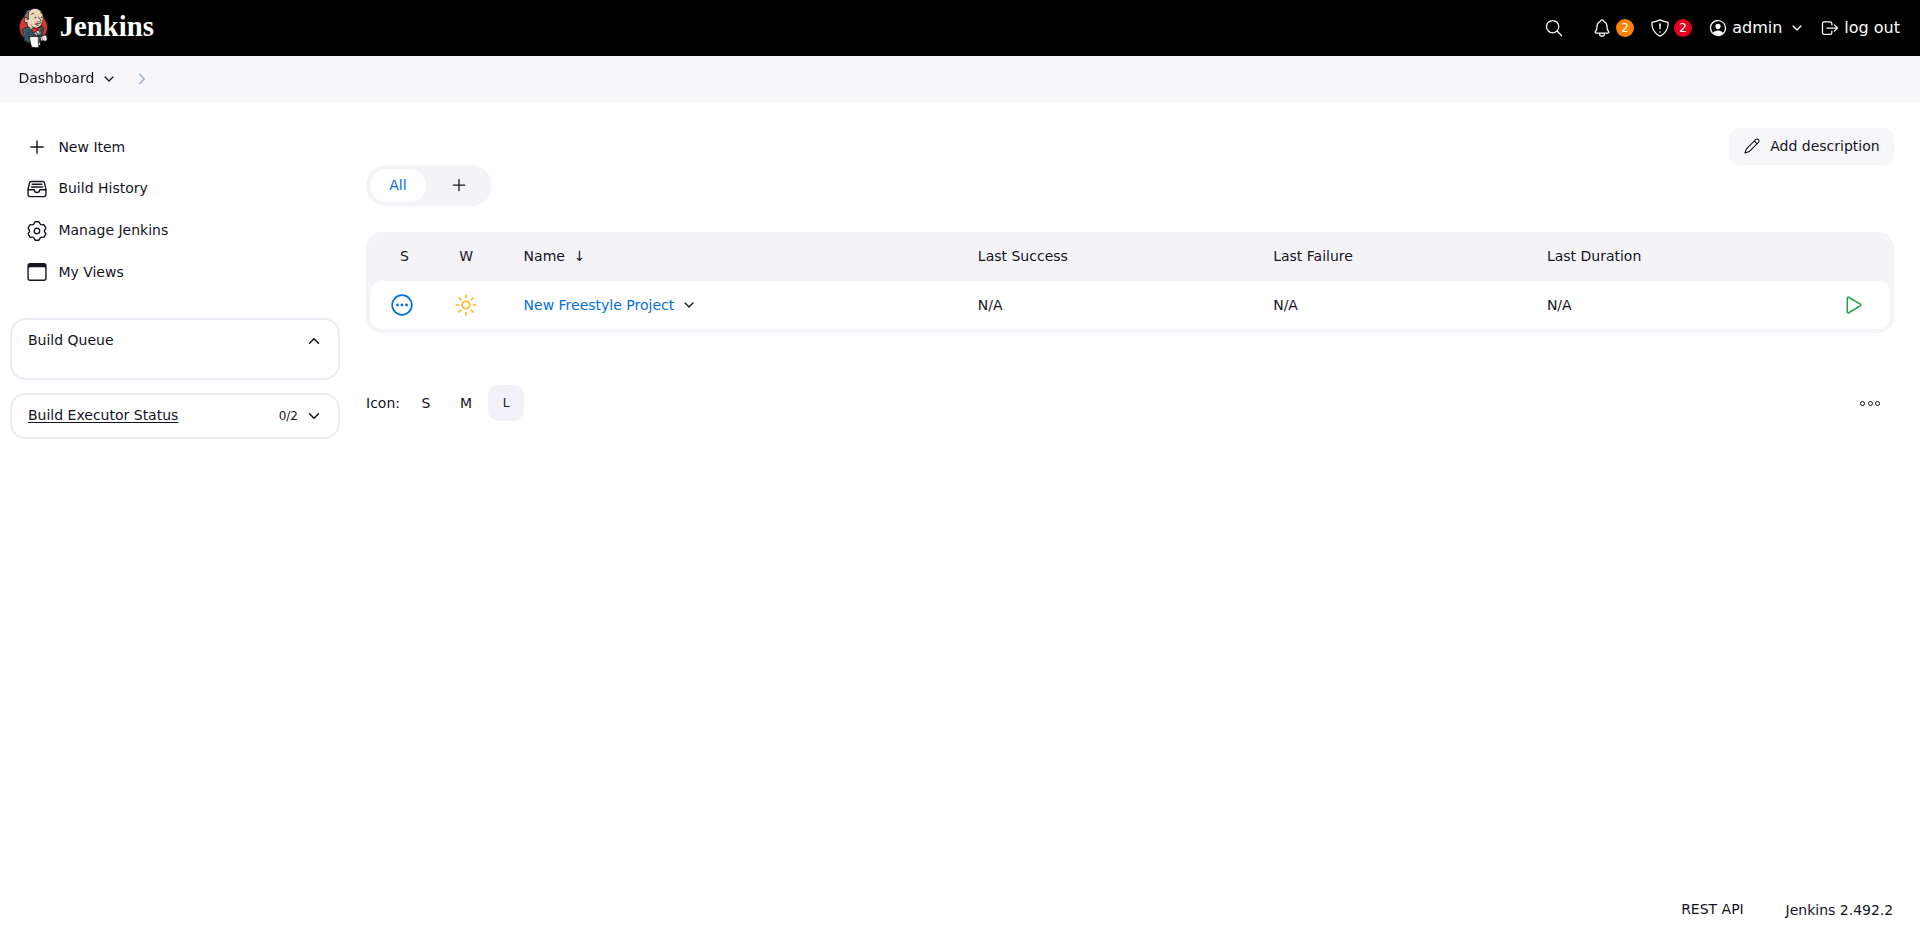 Jenkins
2
2
admin
log out
Dashboard
New Item
Build History
Manage Jenkins
My Views
Build Queue
Build Executor Status 0/2
Add description
All
S W Name ↓ Last Success Last Failure Last Duration
New Freestyle Project N/A N/A N/A
Icon: S M L
REST API Jenkins 2.492.2